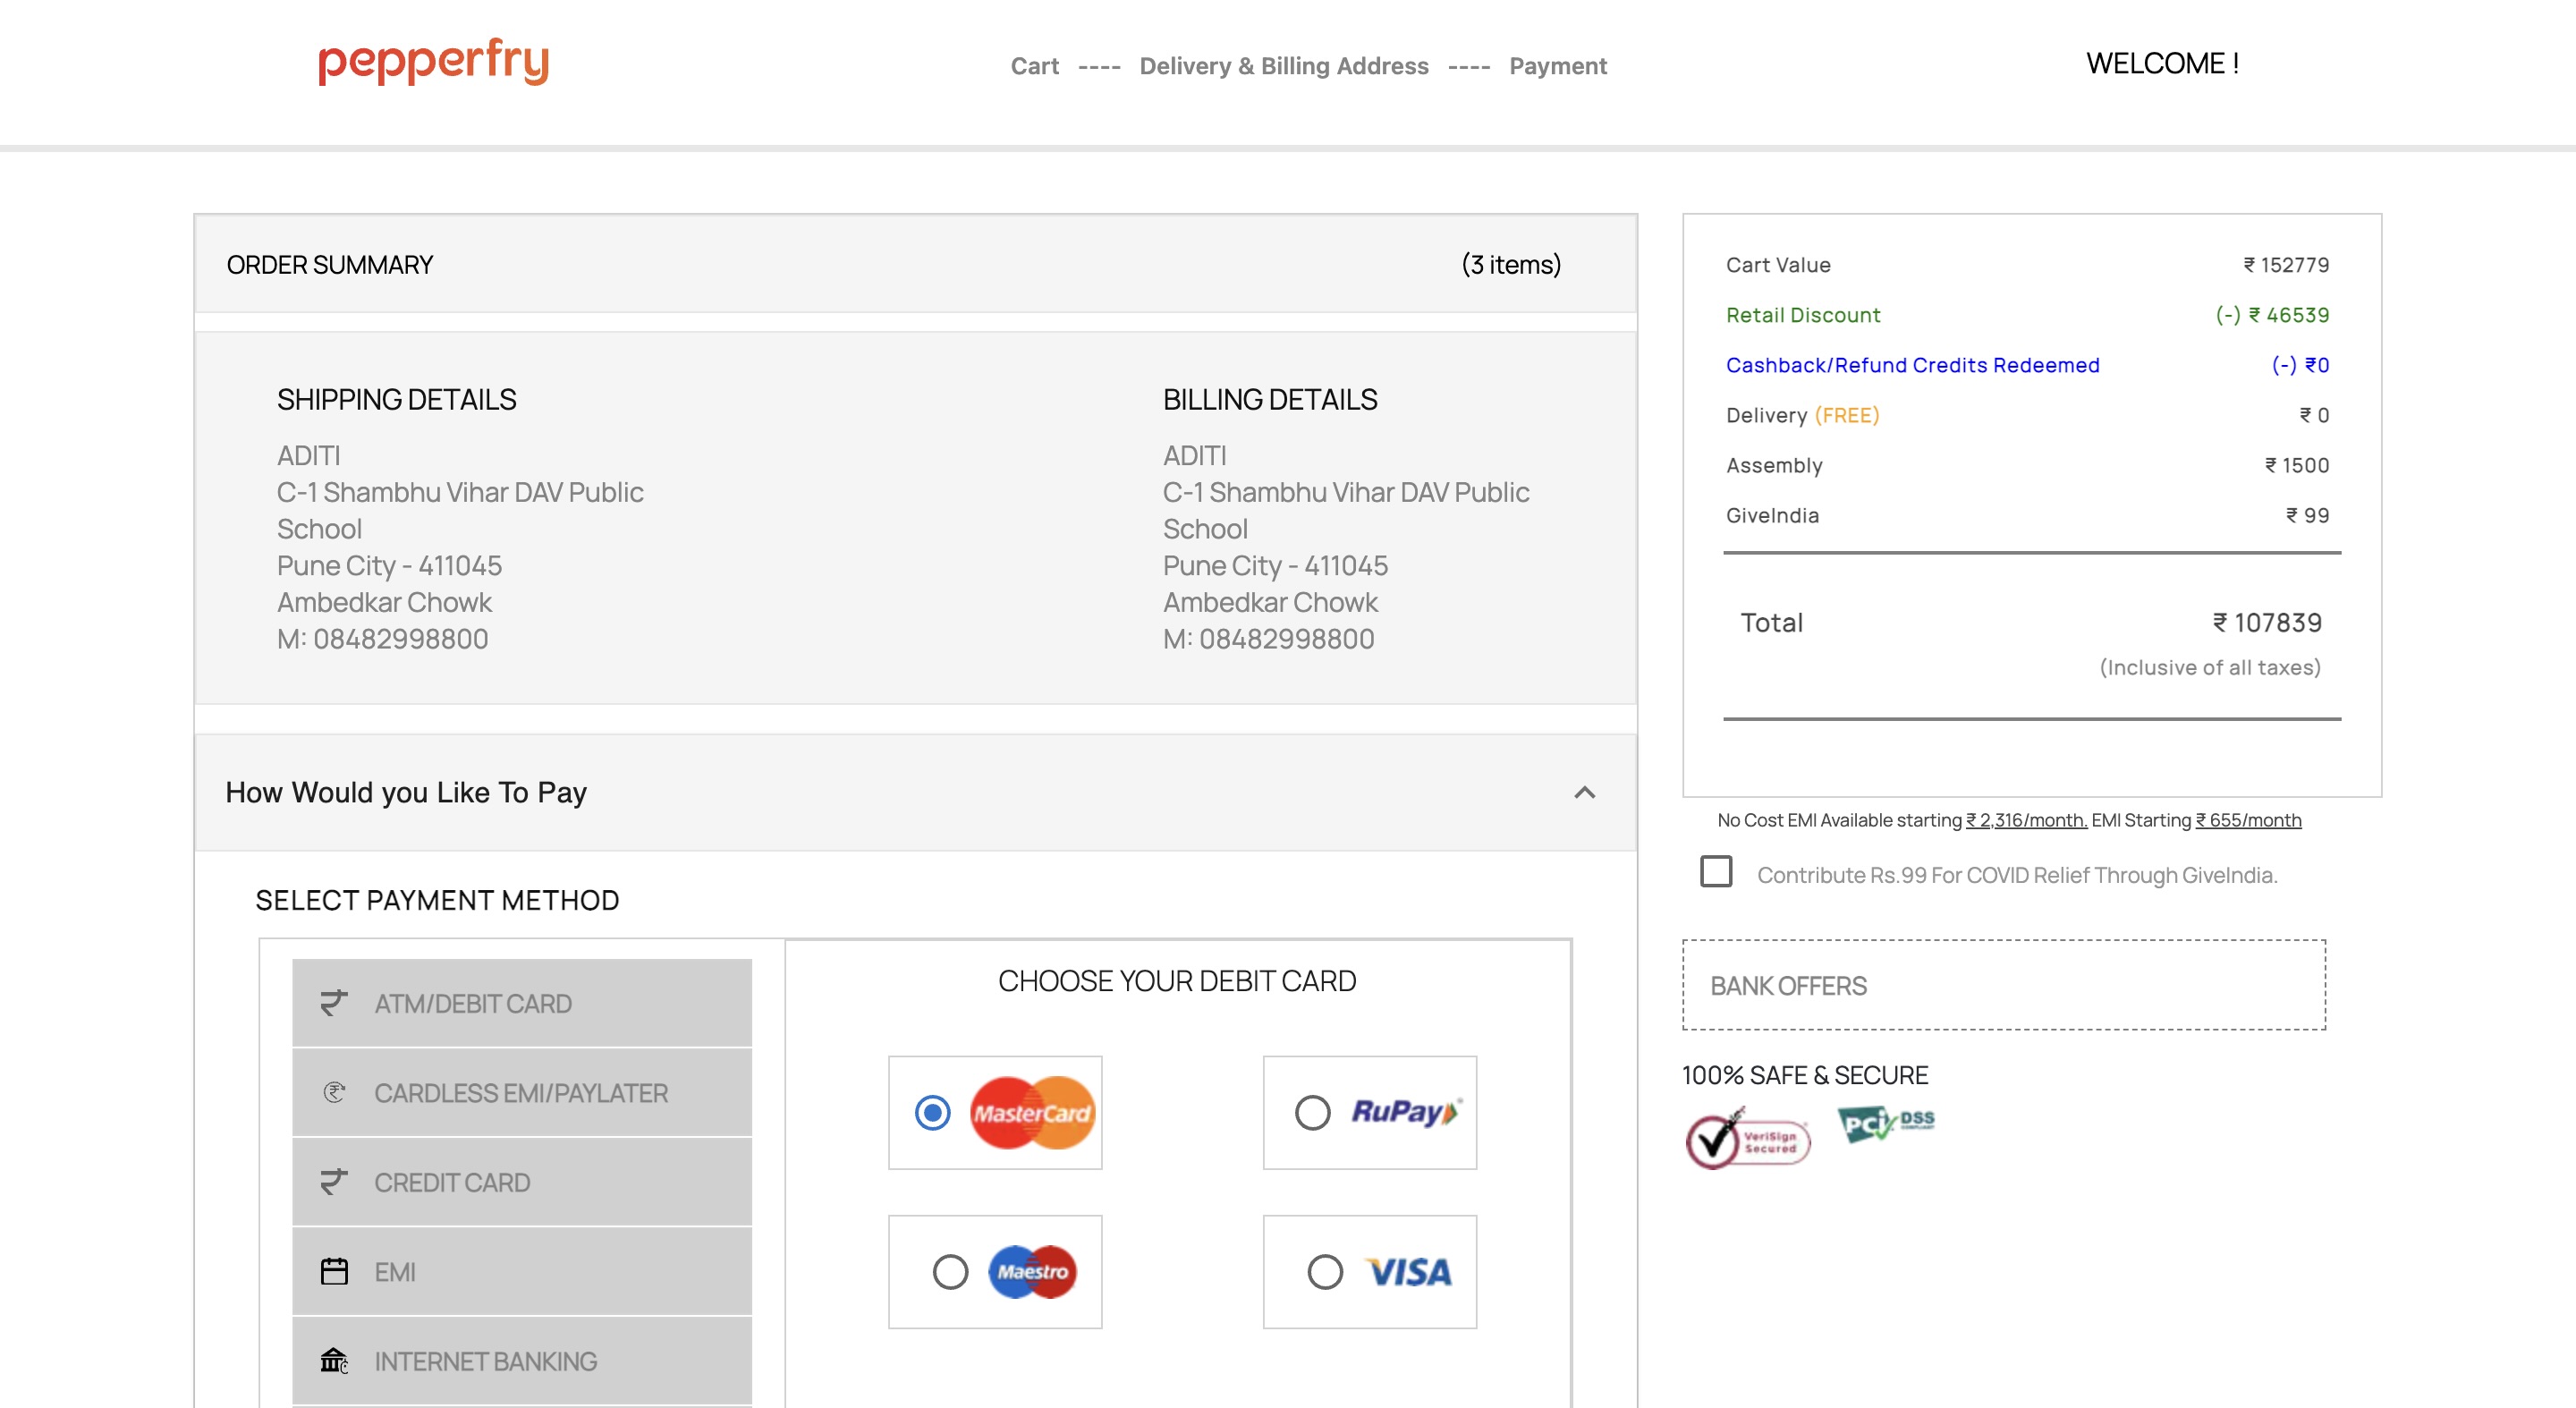 pepperfry
Cart ---- Delivery & Billing Address ---- Payment
WELCOME !
ORDER SUMMARY (3 items)
SHIPPING DETAILS
ADITI
C-1 Shambhu Vihar DAV Public
School
Pune City - 411045
Ambedkar Chowk
M: 08482998800
BILLING DETAILS
ADITI
C-1 Shambhu Vihar DAV Public
School
Pune City - 411045
Ambedkar Chowk
M: 08482998800
How Would you Like To Pay
SELECT PAYMENT METHOD
ATM/DEBIT CARD
CARDLESS EMI/PAYLATER
CREDIT CARD
EMI
INTERNET BANKING
CHOOSE YOUR DEBIT CARD
MasterCard
RuPay
Maestro
VISA
Cart Value ₹ 152779
Retail Discount (-) ₹ 46539
Cashback/Refund Credits Redeemed (-) ₹0
Delivery (FREE) ₹ 0
Assembly ₹ 1500
GiveIndia ₹ 99
Total ₹ 107839
(Inclusive of all taxes)
No Cost EMI Available starting ₹ 2,316/month. EMI Starting ₹ 655/month
Contribute Rs.99 For COVID Relief Through GiveIndia.
BANK OFFERS
100% SAFE & SECURE
VeriSign
Secured
PCI DSS
COMPLIANT